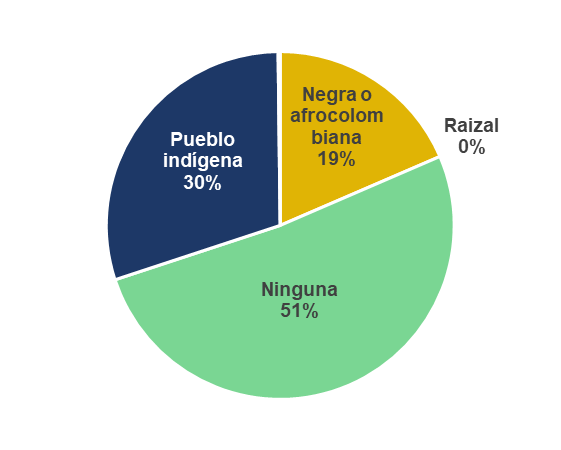 Negra o
afrocolom
biana
19%
Raizal
0%
Pueblo
indígena
30%
Ninguna
51%